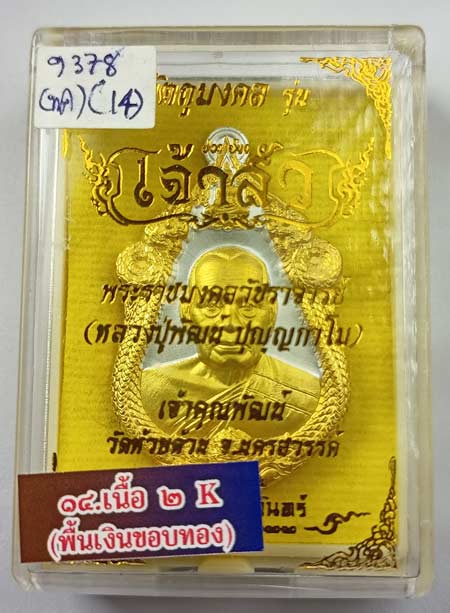 9378
(14)
วัตถุมงคล รุ่น
เจ้าสัว
พระราชมงคลวัชราจารย์
(หลวงปู่พัฒน์ ปุญญกาโม)
เจ้าคุณพัฒน์
วัดห้วยด้วน จ.นครสวรรค์
๑๔.เนื้อ ๒ K
(พื้นเงินขอบทอง)